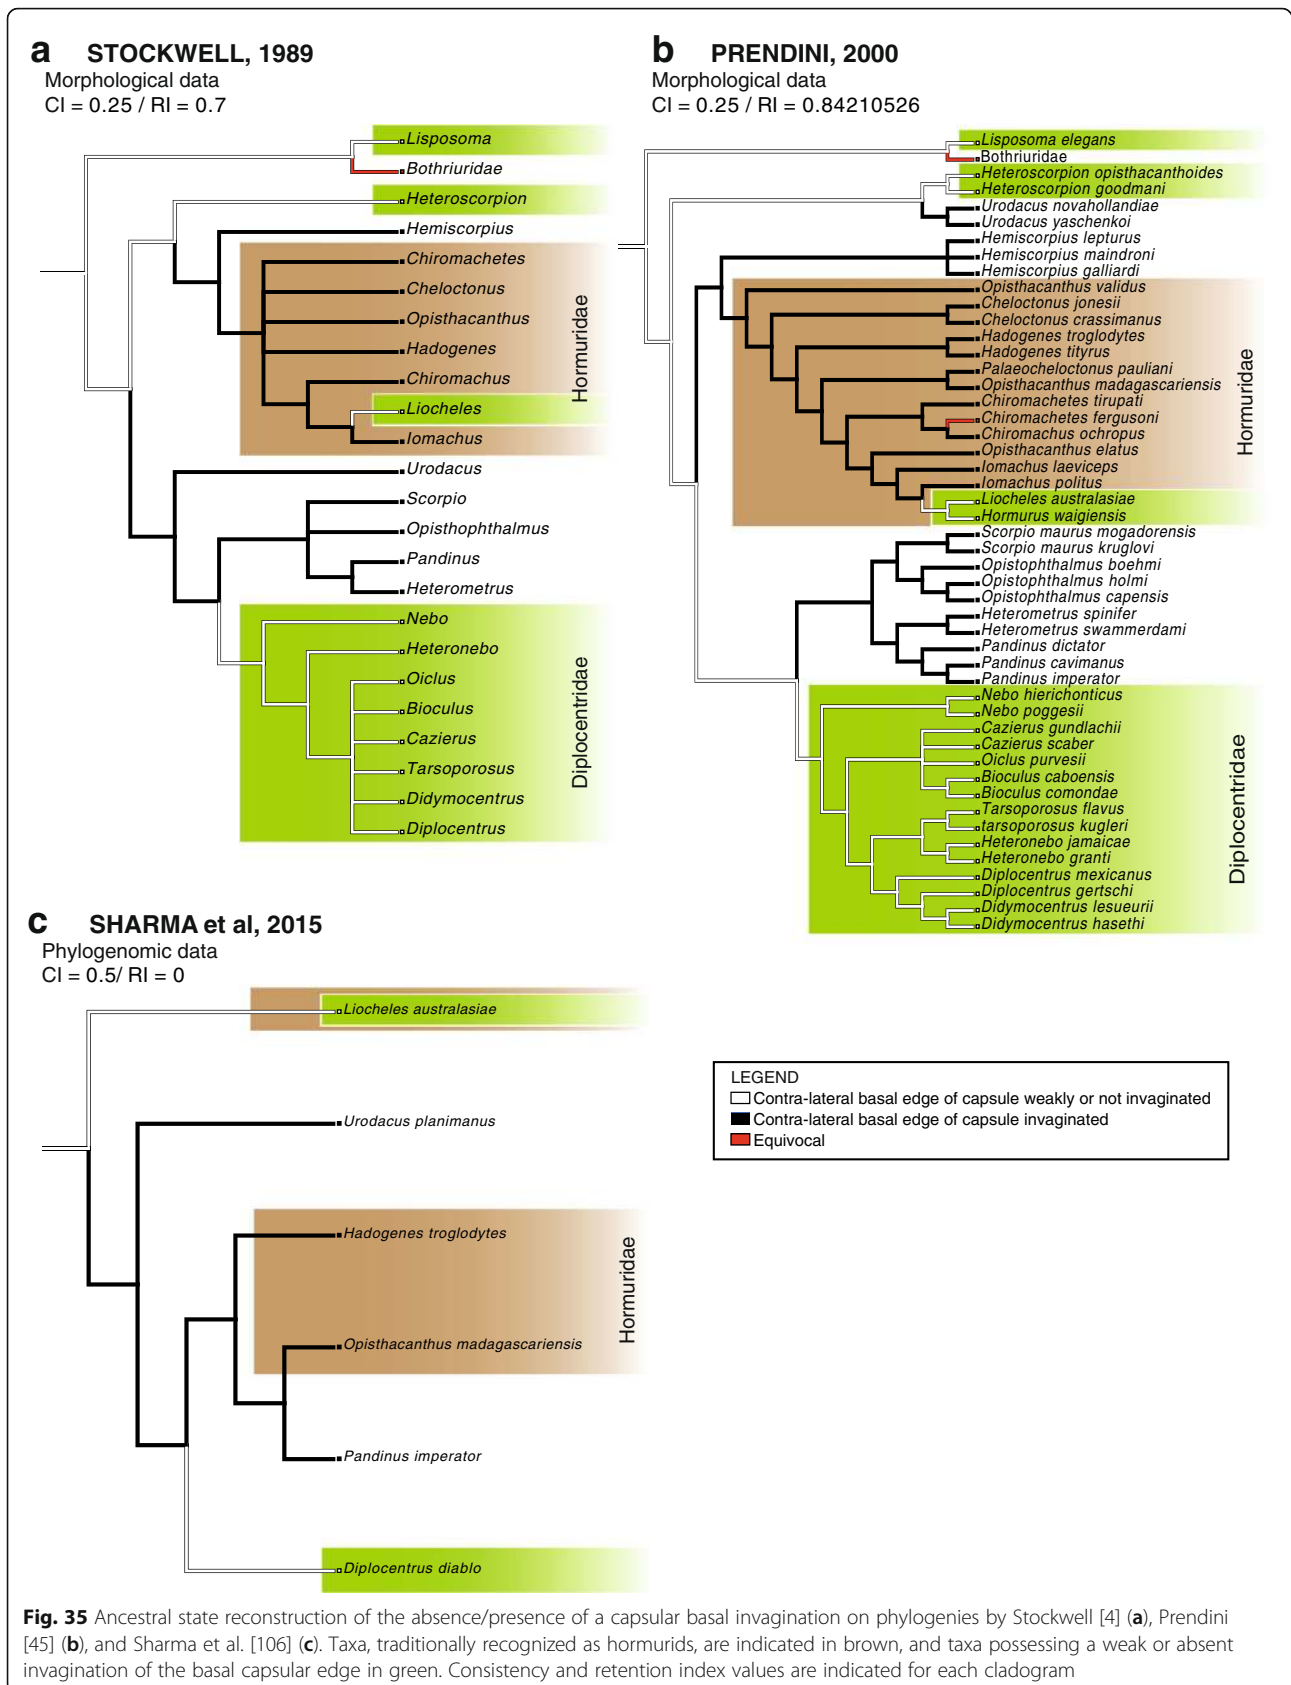 a STOCKWELL, 1989
Morphological data
CI = 0.25 / RI = 0.7
Lisposoma
Bothriuridae
Heteroscorpion
Hemiscorpius
Chiromachetes
Cheloctonus
Opisthacanthus
Hadogenes
Chiromachus
Liocheles
Iomachus
Hormuridae
Urodacus
Scorpio
Opisthophthalmus
Pandinus
Heterometrus
Nebo
Heteronebo
Oiclus
Bioculus
Cazierus
Tarsoporosus
Didymocentrus
Diplocentrus
Diplocentridae
b PRENDINI, 2000
Morphological data
CI = 0.25 / RI = 0.84210526
Lisposoma elegans
Bothriuridae
Heteroscorpion opisthacanthoides
Heteroscorpion goodmani
Urodacus novahollandiae
Urodacus yaschenkoi
Hemiscorpius lepturus
Hemiscorpius maindroni
Hemiscorpius galliardi
Opisthacanthus validus
Cheloctonus jonesii
Cheloctonus crassimanus
Hadogenes troglodytes
Hadogenes tityrus
Palaeocheloctonus pauliani
Opisthacanthus madagascariensis
Chiromachetes tirupati
Chiromachetes fergusoni
Chiromachus ochropus
Opisthacanthus elatus
Iomachus laeviceps
Iomachus politus
Liocheles australasiae
Hormurus waigiensis
Hormuridae
Scorpio maurus mogadorensis
Scorpio maurus kruglovi
Opistophthalmus boehmi
Opistophthalmus holmi
Opistophthalmus capensis
Heterometrus spinifer
Heterometrus swammerdami
Pandinus dictator
Pandinus cavimanus
Pandinus imperator
Nebo hierichonticus
Nebo poggesii
Cazierus gundlachii
Cazierus scaber
Oiclus purvesii
Bioculus caboensis
Bioculus comondae
Tarsoporosus flavus
tarsoporosus kugleri
Heteronebo jamaicae
Heteronebo granti
Diplocentrus mexicanus
Diplocentrus gertschi
Didymocentrus lesueurii
Didymocentrus hasethi
Diplocentridae
c SHARMA et al, 2015
Phylogenomic data
CI = 0.5/ RI = 0
Liocheles australasiae
Urodacus planimanus
Hadogenes troglodytes
Opisthacanthus madagascariensis
Hormuridae
Pandinus imperator
Diplocentrus diablo
LEGEND
Contra-lateral basal edge of capsule weakly or not invaginated
Contra-lateral basal edge of capsule invaginated
Equivocal
Fig. 35 Ancestral state reconstruction of the absence/presence of a capsular basal invagination on phylogenies by Stockwell [4] (a), Prendini
[45] (b), and Sharma et al. [106] (c). Taxa, traditionally recognized as hormurids, are indicated in brown, and taxa possessing a weak or absent
invagination of the basal capsular edge in green. Consistency and retention index values are indicated for each cladogram